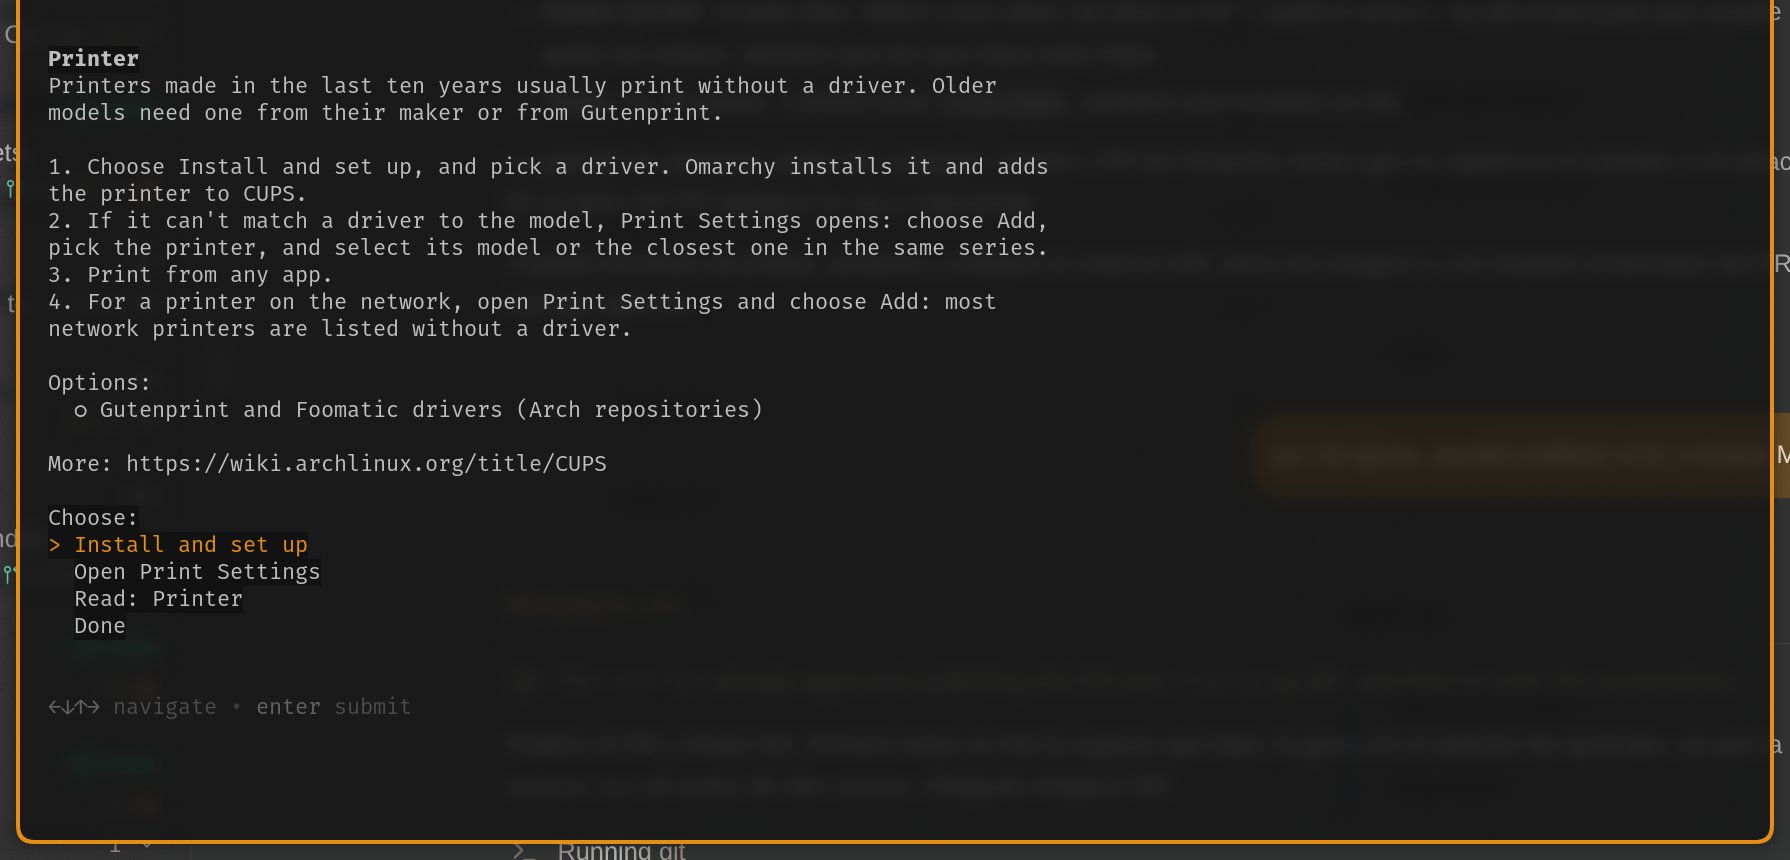 Printer
Printers made in the last ten years usually print without a driver. Older
models need one from their maker or from Gutenprint.
1. Choose Install and set up, and pick a driver. Omarchy installs it and adds
the printer to CUPS.
2. If it can't match a driver to the model, Print Settings opens: choose Add,
pick the printer, and select its model or the closest one in the same series.
3. Print from any app.
4. For a printer on the network, open Print Settings and choose Add: most
network printers are listed without a driver.
Options:
○ Gutenprint and Foomatic drivers (Arch repositories)
More: https://wiki.archlinux.org/title/CUPS
Choose:
> Install and set up
Open Print Settings
Read: Printer
Done
←↓↑→ navigate • enter submit
Running git